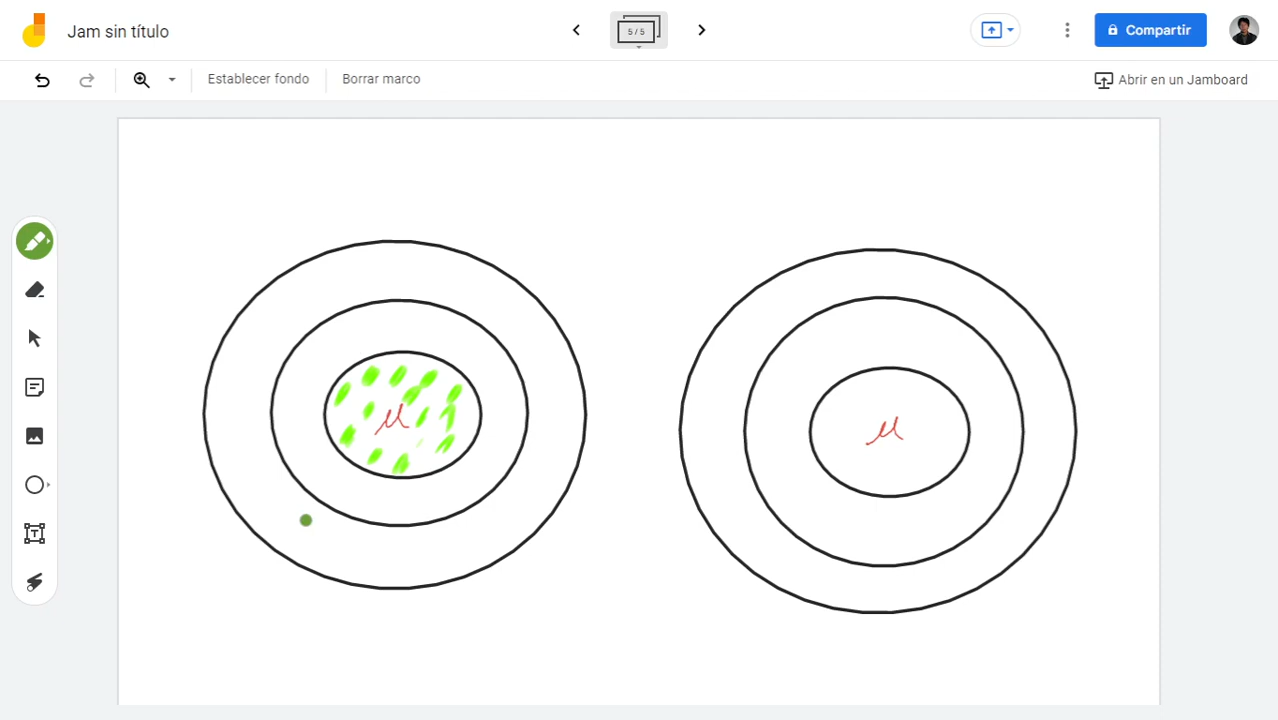 Jam sin título
5 / 5
Compartir
Establecer fondo
Borrar marco
Abrir en un Jamboard
T
μ
μ